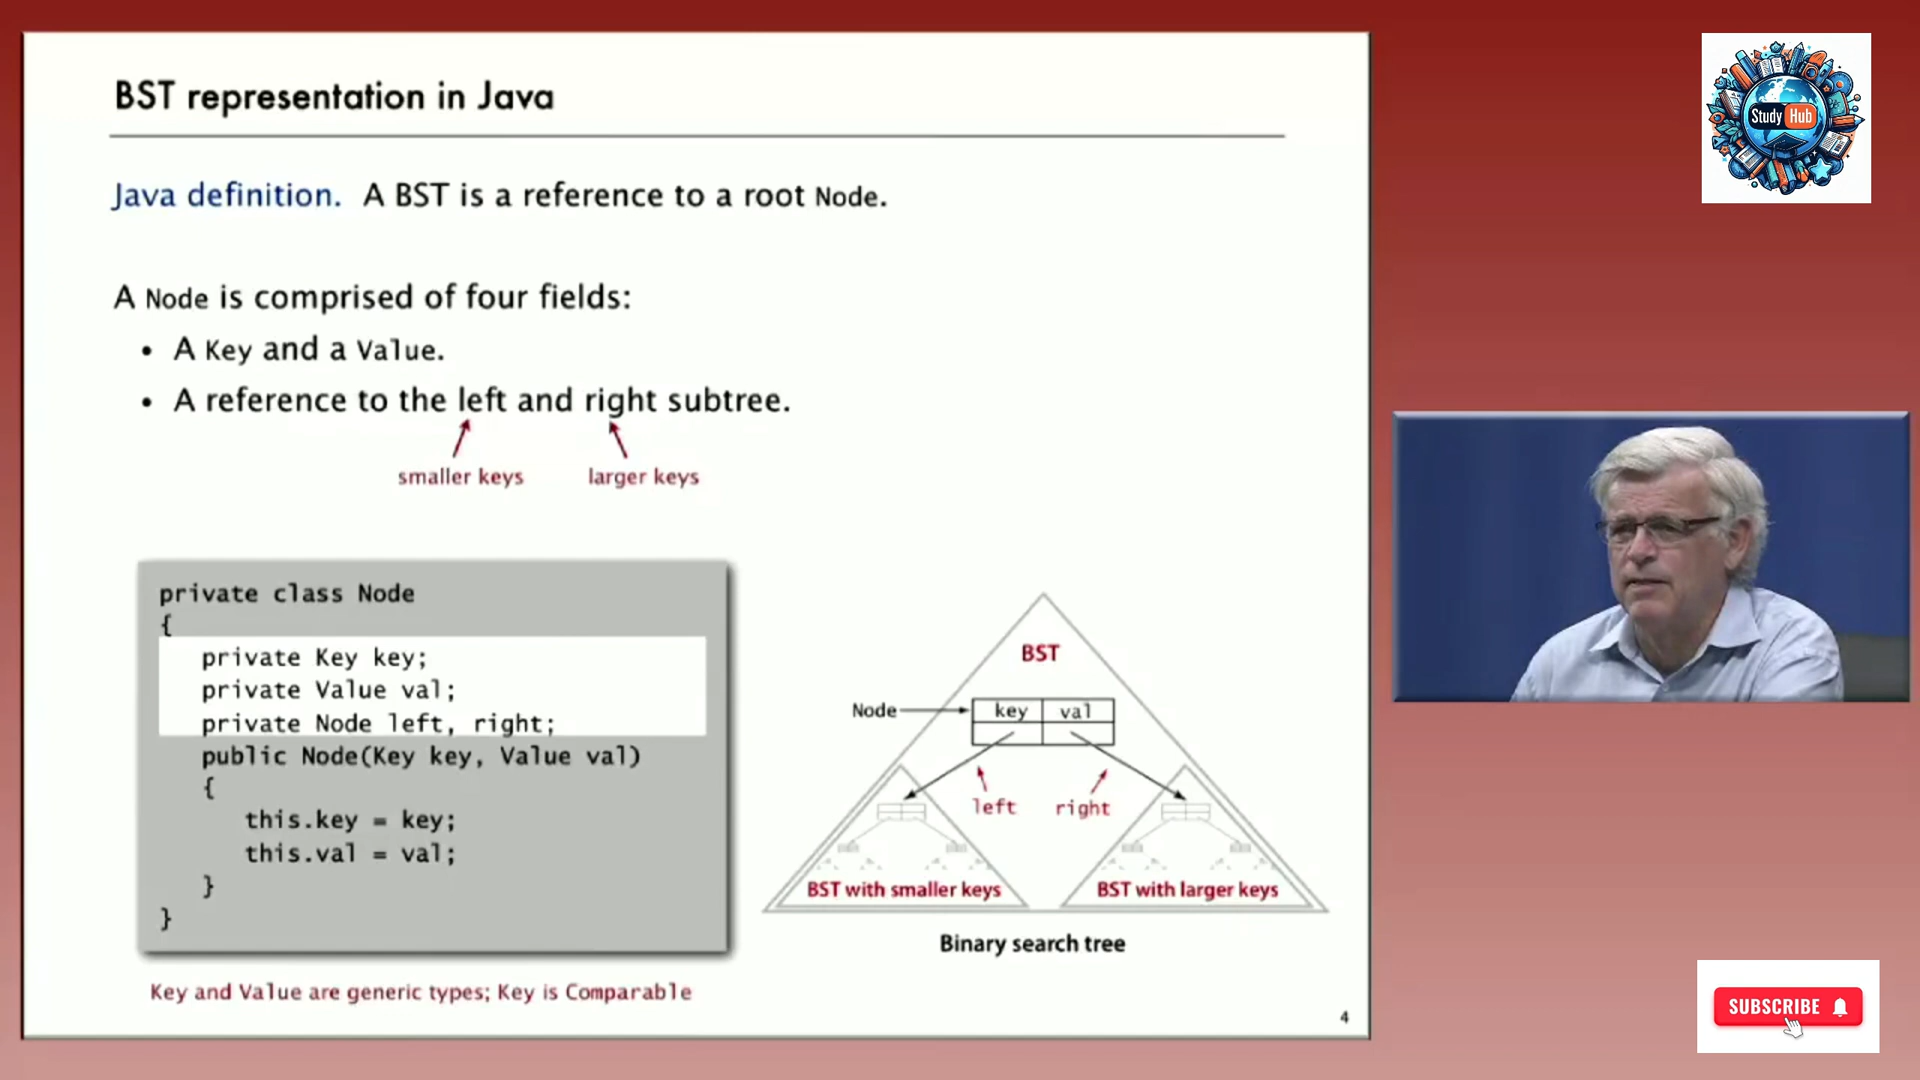 BST representation in Java
Java definition. A BST is a reference to a root Node.
A Node is comprised of four fields:
• A Key and a Value.
• A reference to the left and right subtree.
smaller keys
larger keys
private class Node
{
private Key key;
private Value val;
private Node left, right;
public Node(Key key, Value val)
{
this.key = key;
this.val = val;
}
}
Key and Value are generic types; Key is Comparable
BST
Node
key val
left
right
BST with smaller keys
BST with larger keys
Binary search tree
4
Study Hub
SUBSCRIBE